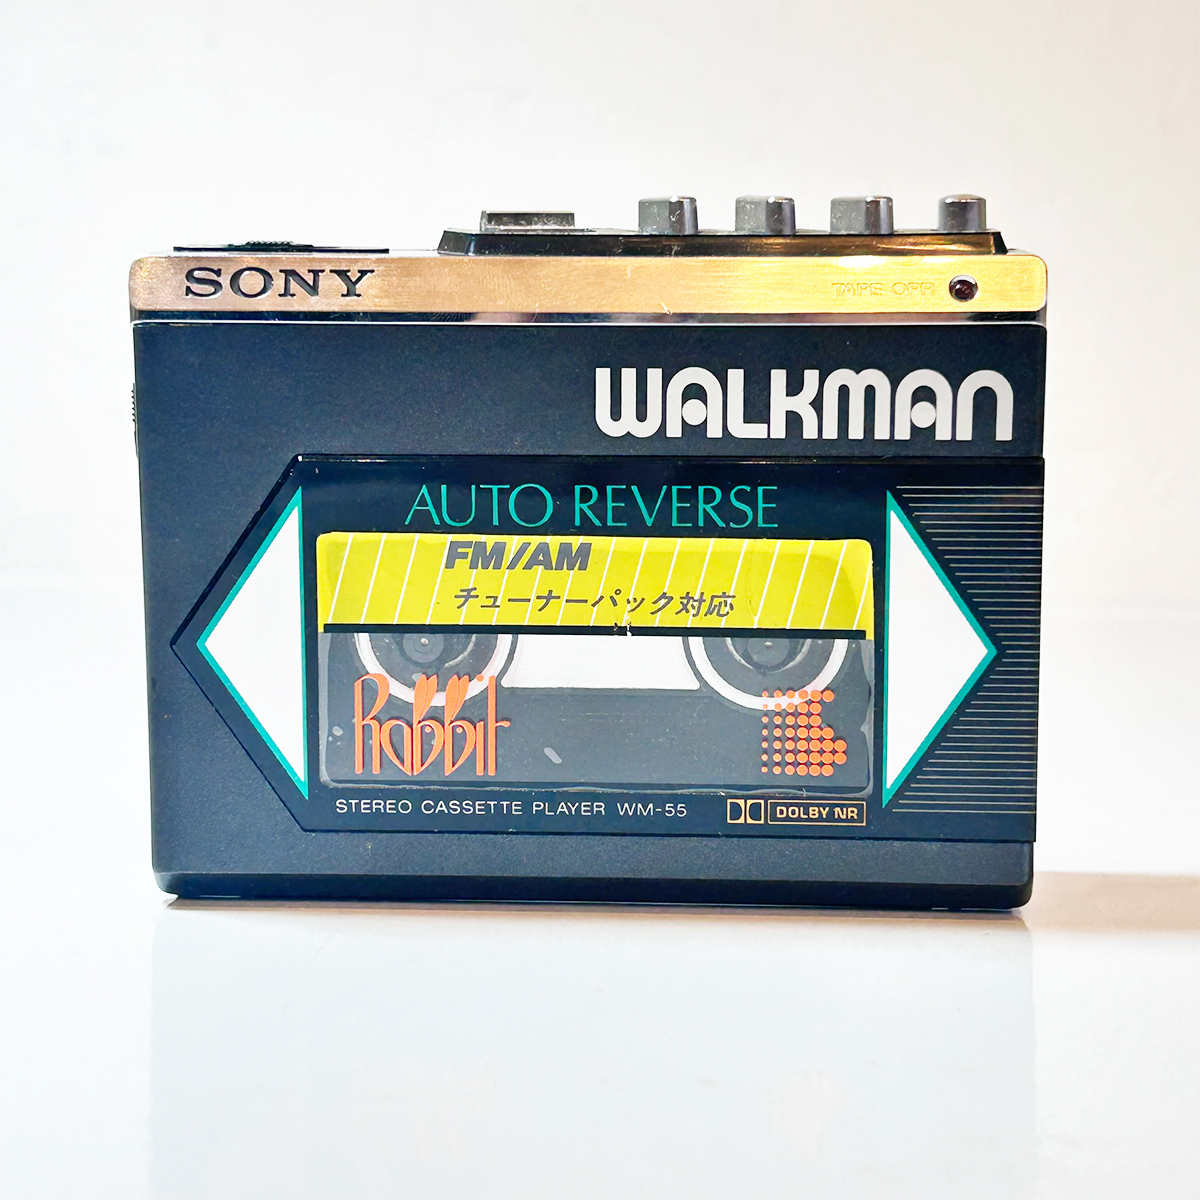 SONY
TAPE OPR
WALKMAN
AUTO REVERSE
FM/AM
チューナーパック対応
Rabbit
STEREO CASSETTE PLAYER WM-55
DOLBY NR